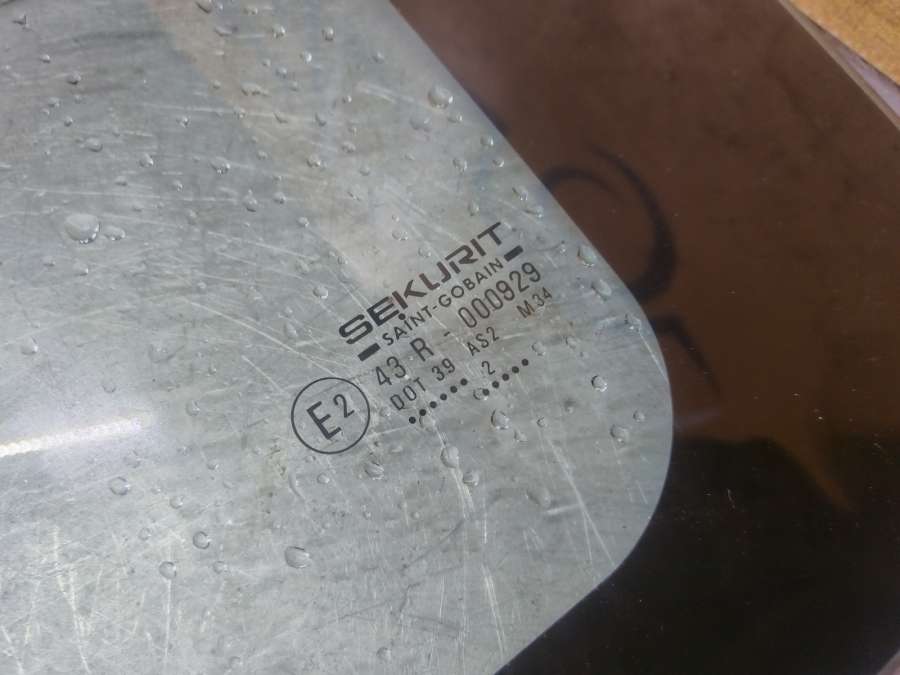 SEKURIT
SAINT-GOBAIN
43 R - 000929
E2
DOT 39 AS2 M34
...... 2 ......